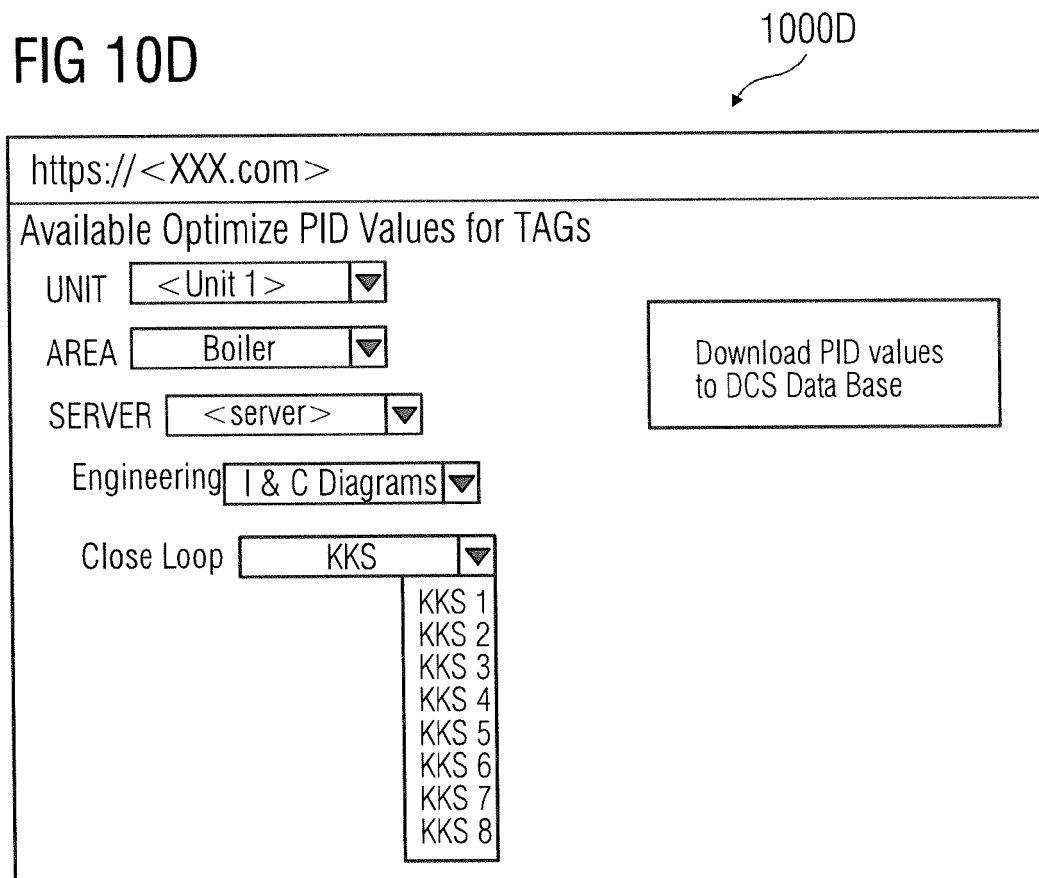 FIG 10D
1000D
https://<XXX.com>
Available Optimize PID Values for TAGs
UNIT <Unit 1>
AREA Boiler
SERVER <server>
Engineering I & C Diagrams
Close Loop KKS
KKS 1
KKS 2
KKS 3
KKS 4
KKS 5
KKS 6
KKS 7
KKS 8
Download PID values
to DCS Data Base